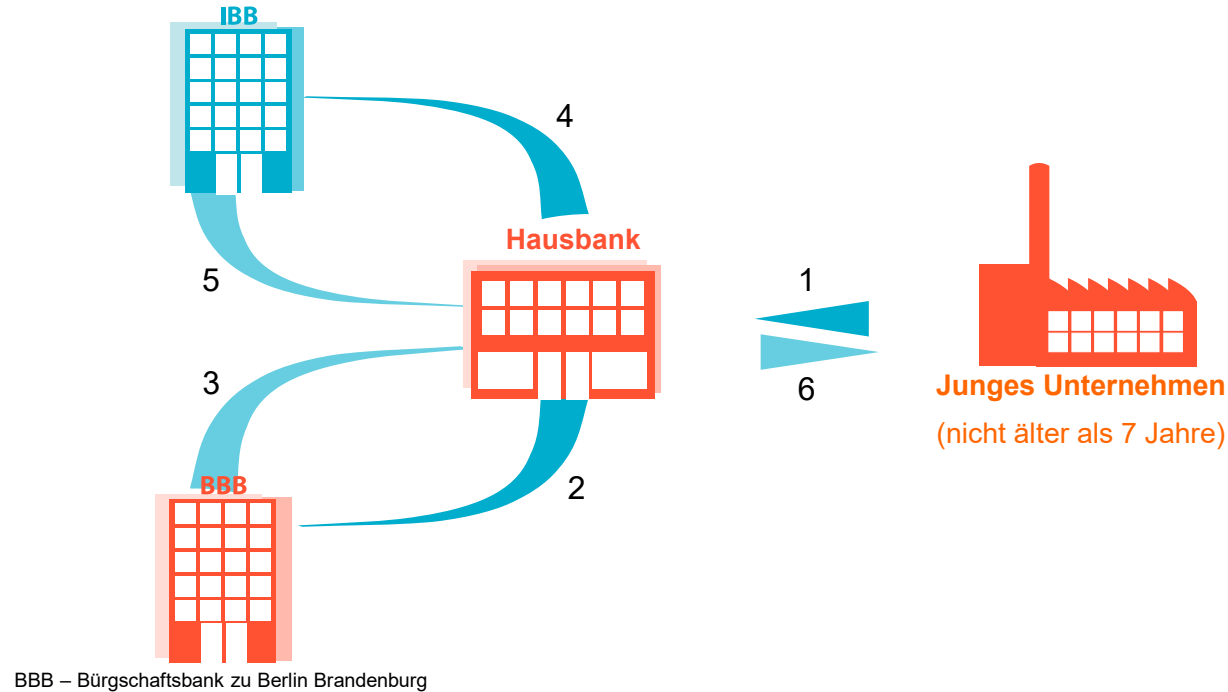 IBB
4
Hausbank
5
1
3
6
Junges Unternehmen
(nicht älter als 7 Jahre)
BBB
2
BBB – Bürgschaftsbank zu Berlin Brandenburg